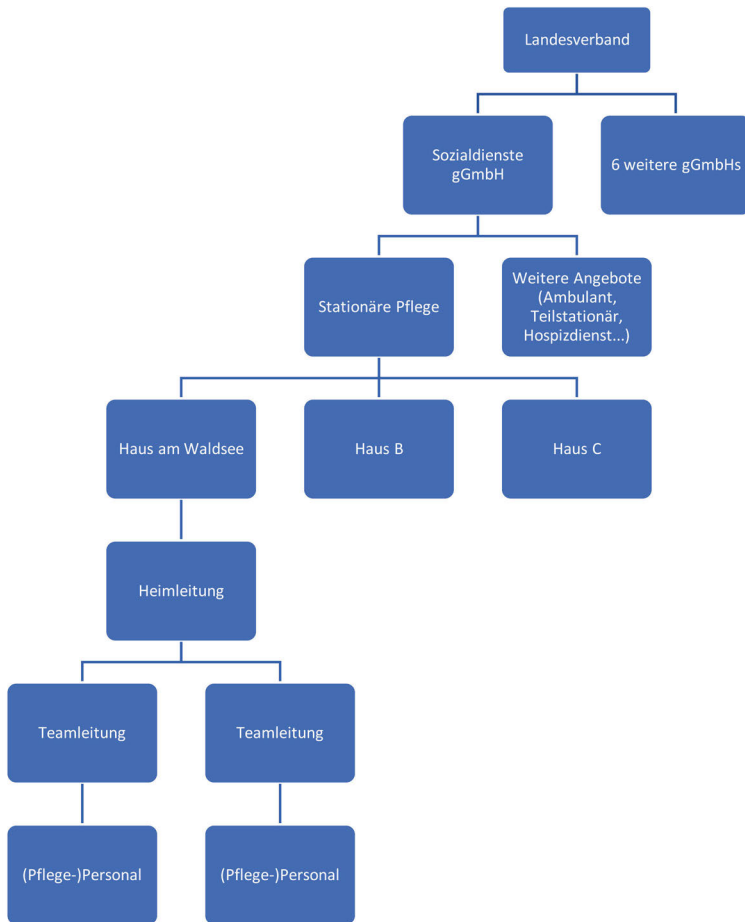 Landesverband
Sozialdienste
gGmbH
6 weitere gGmbHs
Stationäre Pflege
Weitere Angebote
(Ambulant,
Teilstationär,
Hospizdienst...)
Haus am Waldsee
Haus B
Haus C
Heimleitung
Teamleitung
Teamleitung
(Pflege-)Personal
(Pflege-)Personal